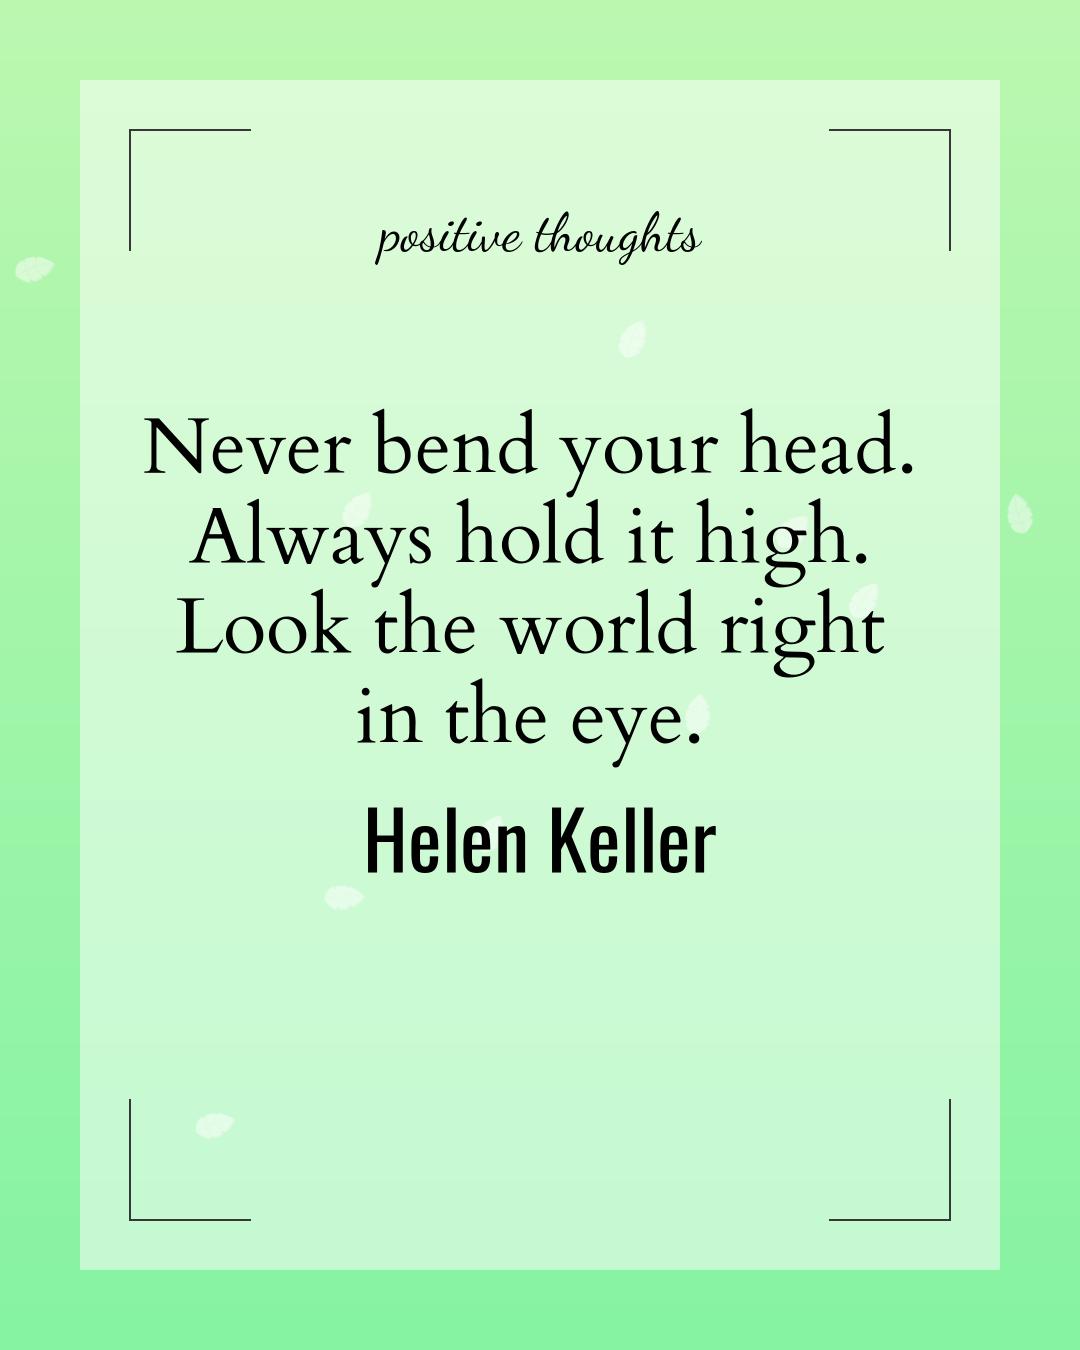 positive thoughts
Never bend your head.
Always hold it high.
Look the world right
in the eye.
Helen Keller